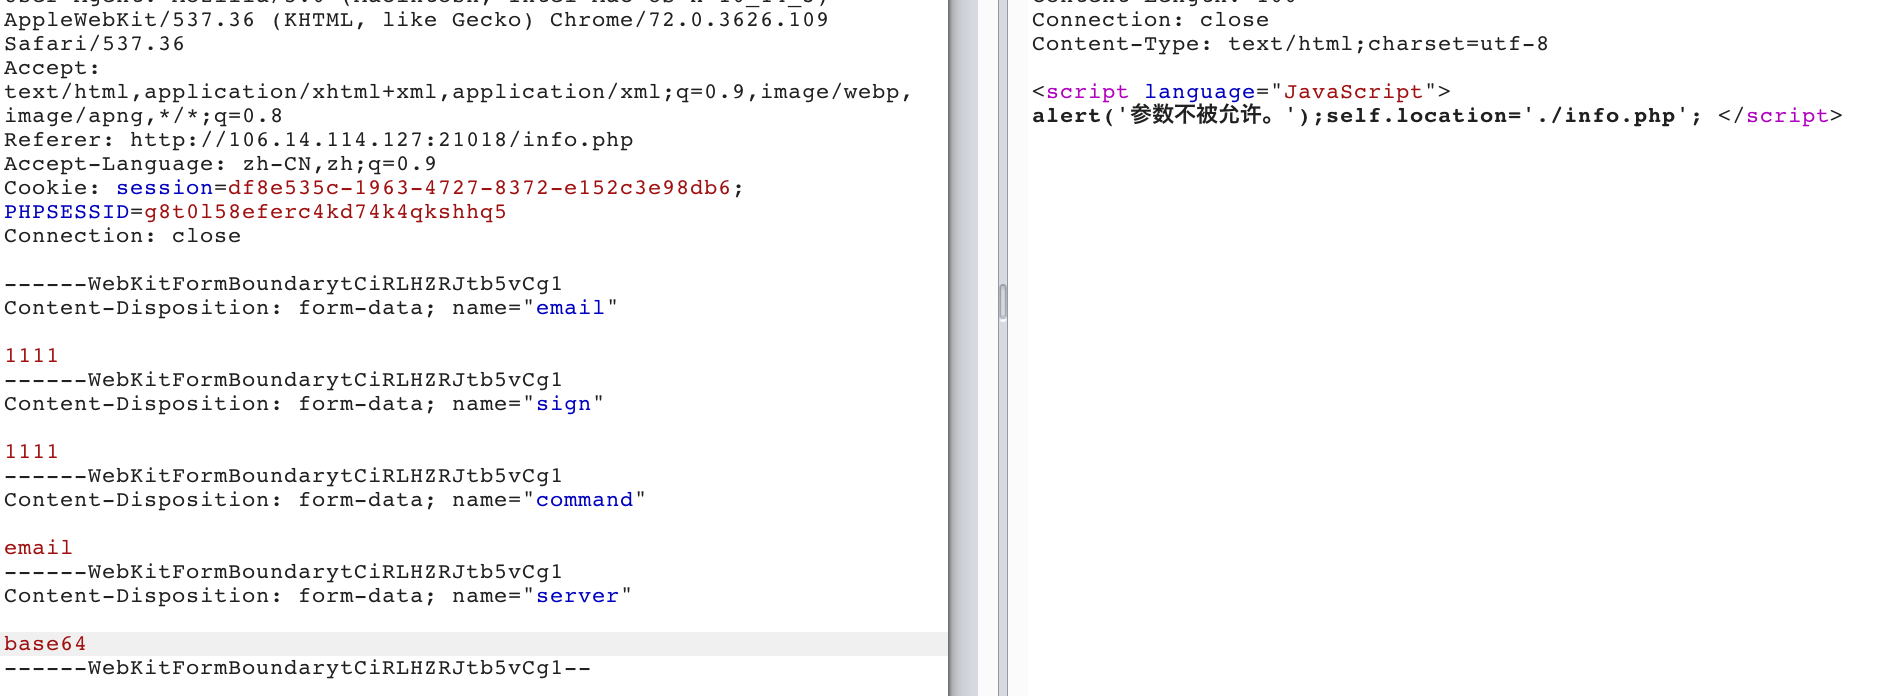 AppleWebKit/537.36 (KHTML, like Gecko) Chrome/72.0.3626.109
Safari/537.36
Accept:
text/html,application/xhtml+xml,application/xml;q=0.9,image/webp,
image/apng,*/*;q=0.8
Referer: http://106.14.114.127:21018/info.php
Accept-Language: zh-CN,zh;q=0.9
Cookie: session=df8e535c-1963-4727-8372-e152c3e98db6;
PHPSESSID=g8t0l58eferc4kd74k4qkshhq5
Connection: close
------WebKitFormBoundarytCiRLHZRJtb5vCg1
Content-Disposition: form-data; name="email"
1111
------WebKitFormBoundarytCiRLHZRJtb5vCg1
Content-Disposition: form-data; name="sign"
1111
------WebKitFormBoundarytCiRLHZRJtb5vCg1
Content-Disposition: form-data; name="command"
email
------WebKitFormBoundarytCiRLHZRJtb5vCg1
Content-Disposition: form-data; name="server"
base64
------WebKitFormBoundarytCiRLHZRJtb5vCg1--
Connection: close
Content-Type: text/html;charset=utf-8
<script language="JavaScript">
alert('参数不被允许。');self.location='./info.php'; </script>